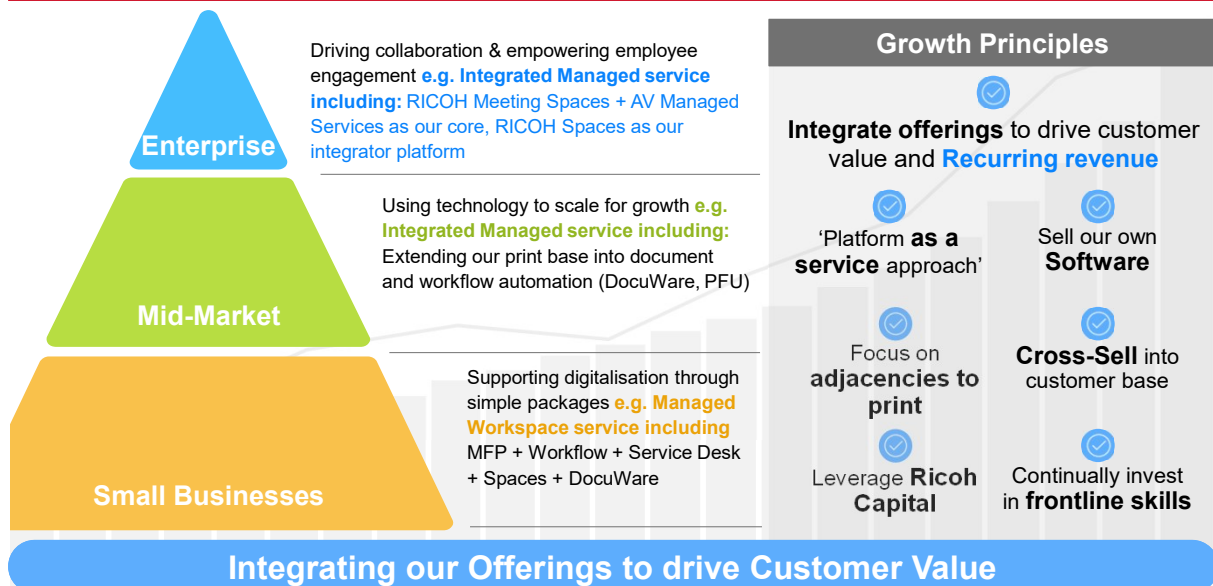 Driving collaboration & empowering employee
engagement e.g. Integrated Managed service
including: RICOH Meeting Spaces + AV Managed
Services as our core, RICOH Spaces as our
integrator platform
Enterprise
Using technology to scale for growth e.g.
Integrated Managed service including:
Extending our print base into document
and workflow automation (DocuWare, PFU)
Mid-Market
Supporting digitalisation through
simple packages e.g. Managed
Workspace service including
MFP + Workflow + Service Desk
+ Spaces + DocuWare
Small Businesses
Growth Principles
Integrate offerings to drive customer
value and Recurring revenue
‘Platform as a
service approach’
Sell our own
Software
Focus on
adjacencies to
print
Cross-Sell into
customer base
Leverage Ricoh
Capital
Continually invest
in frontline skills
Integrating our Offerings to drive Customer Value